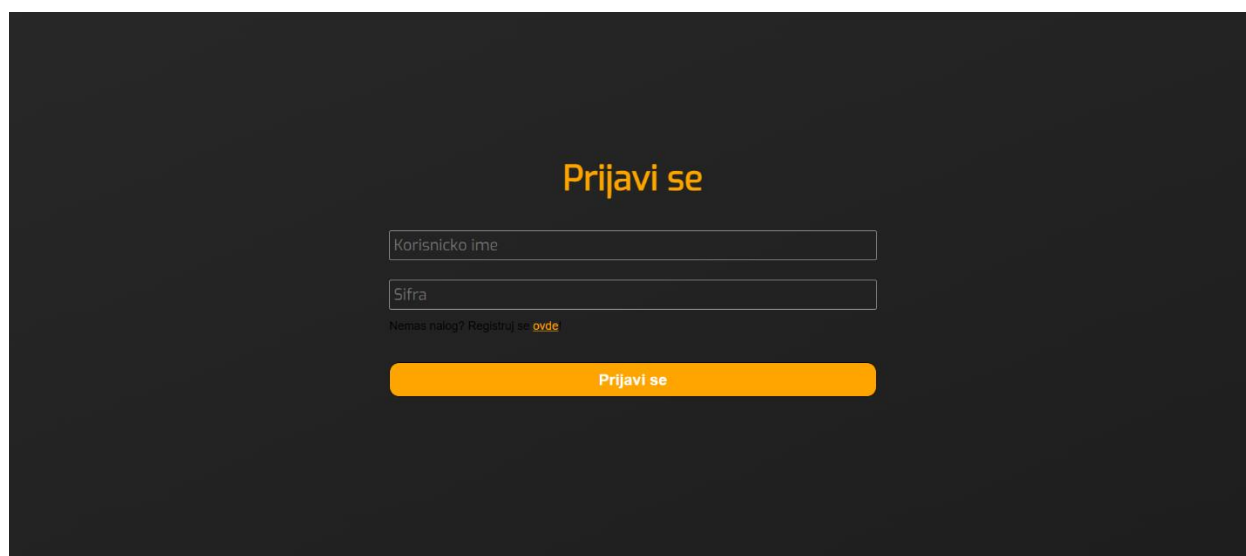 Prijavi se
Korisnicko ime
Sifra
Nemas nalog? Registruj se ovde!
Prijavi se